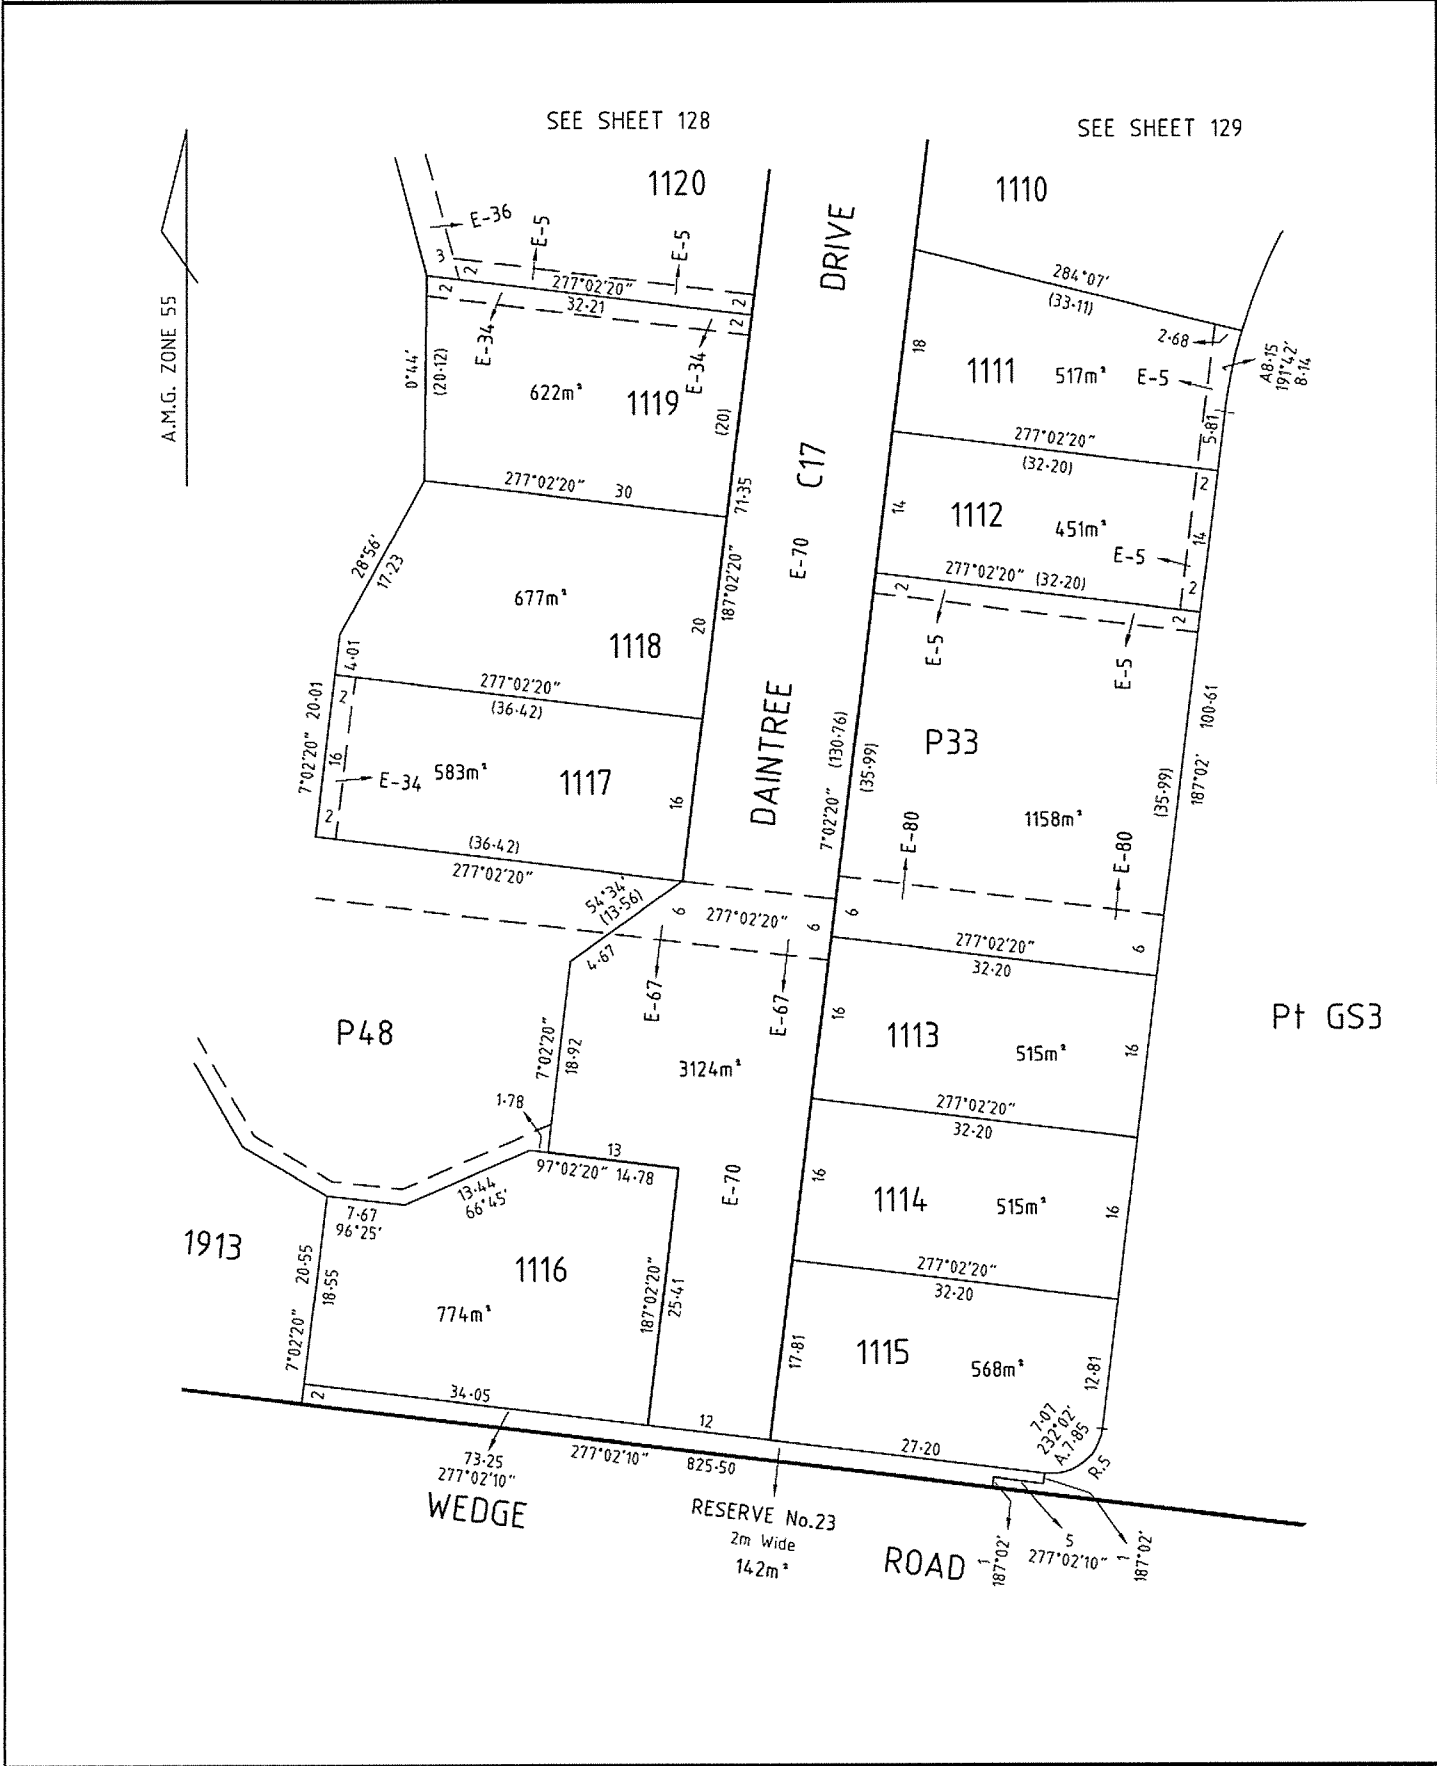 SEE SHEET 128
SEE SHEET 129
A.M.G. ZONE 55
1120
1110
DRIVE
E-36
E-5
E-5
3
2
277°02'20"
32·21
2
2
2
E-34
E-34
0°44'
(20·12)
622m²
1119
(20)
284°07'
(33·11)
2·68
18
1111
517m²
E-5
A8·15
191°42'
8·14
5·81
277°02'20"
(32·20)
277°02'20"
30
71·35
C17
E-70
14
1112
451m²
E-5
2
14
2
28°56'
17·23
677m²
1118
20
187°02'20"
277°02'20"
(32·20)
2
2
E-5
E-5
4·01
277°02'20"
(36·42)
7°02'20"
20·01
2
16
2
E-34
583m²
1117
16
DAINTREE
(130·76)
7°02'20"
(35·99)
P33
1158m²
(35·99)
187°02'
100·61
E-80
E-80
(36·42)
277°02'20"
54°34'
(13·56)
4·67
6
277°02'20"
6
6
277°02'20"
32·20
6
E-67
E-67
P48
7°02'20"
18·92
3124m²
16
1113
515m²
16
Pt GS3
1·78
277°02'20"
32·20
13
97°02'20"
14·78
E-70
13·44
66°45'
7·67
96°25'
1913
20·55
18·55
7°02'20"
1116
774m²
187°02'20"
25·41
16
1114
515m²
16
277°02'20"
32·20
17·81
1115
568m²
12·81
2
34·05
12
27·20
7·07
232°02'
A.7·85
R.5
73·25
277°02'10"
277°02'10"
825·50
WEDGE
RESERVE No.23
2m Wide
142m²
ROAD
1
187°02'
5
277°02'10"
1
187°02'